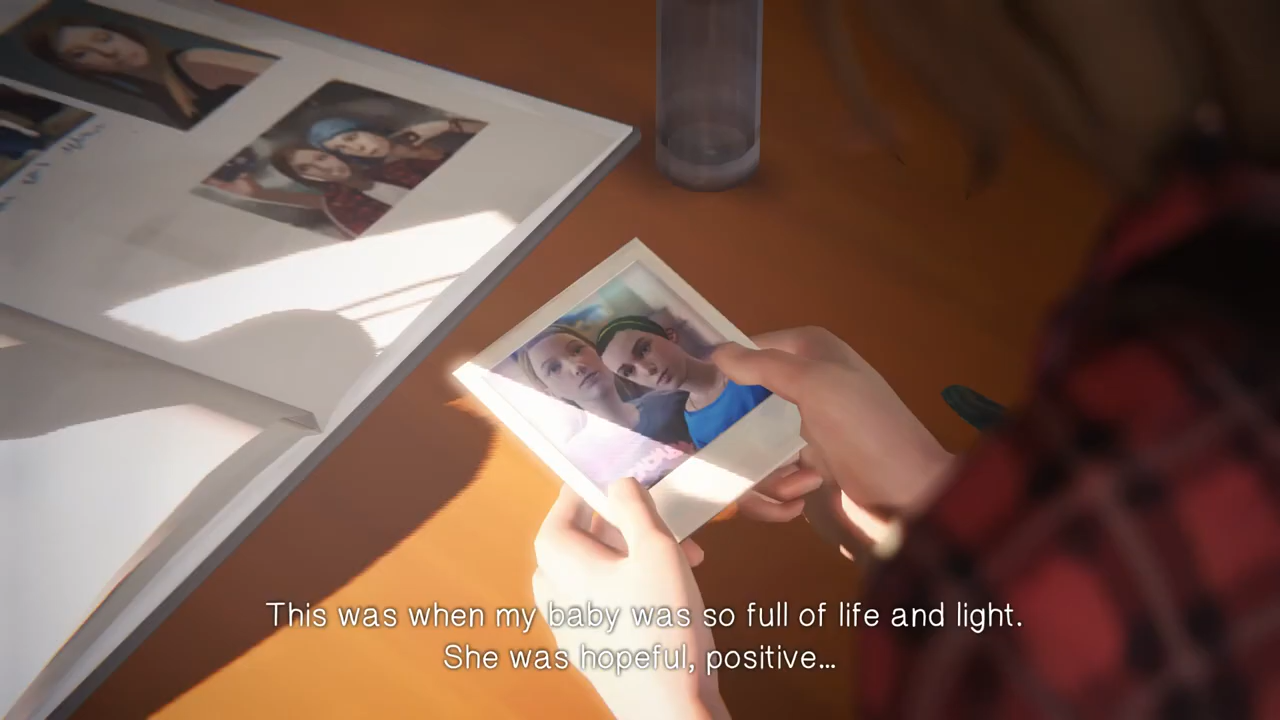 This was when my baby was so full of life and light.
She was hopeful, positive...